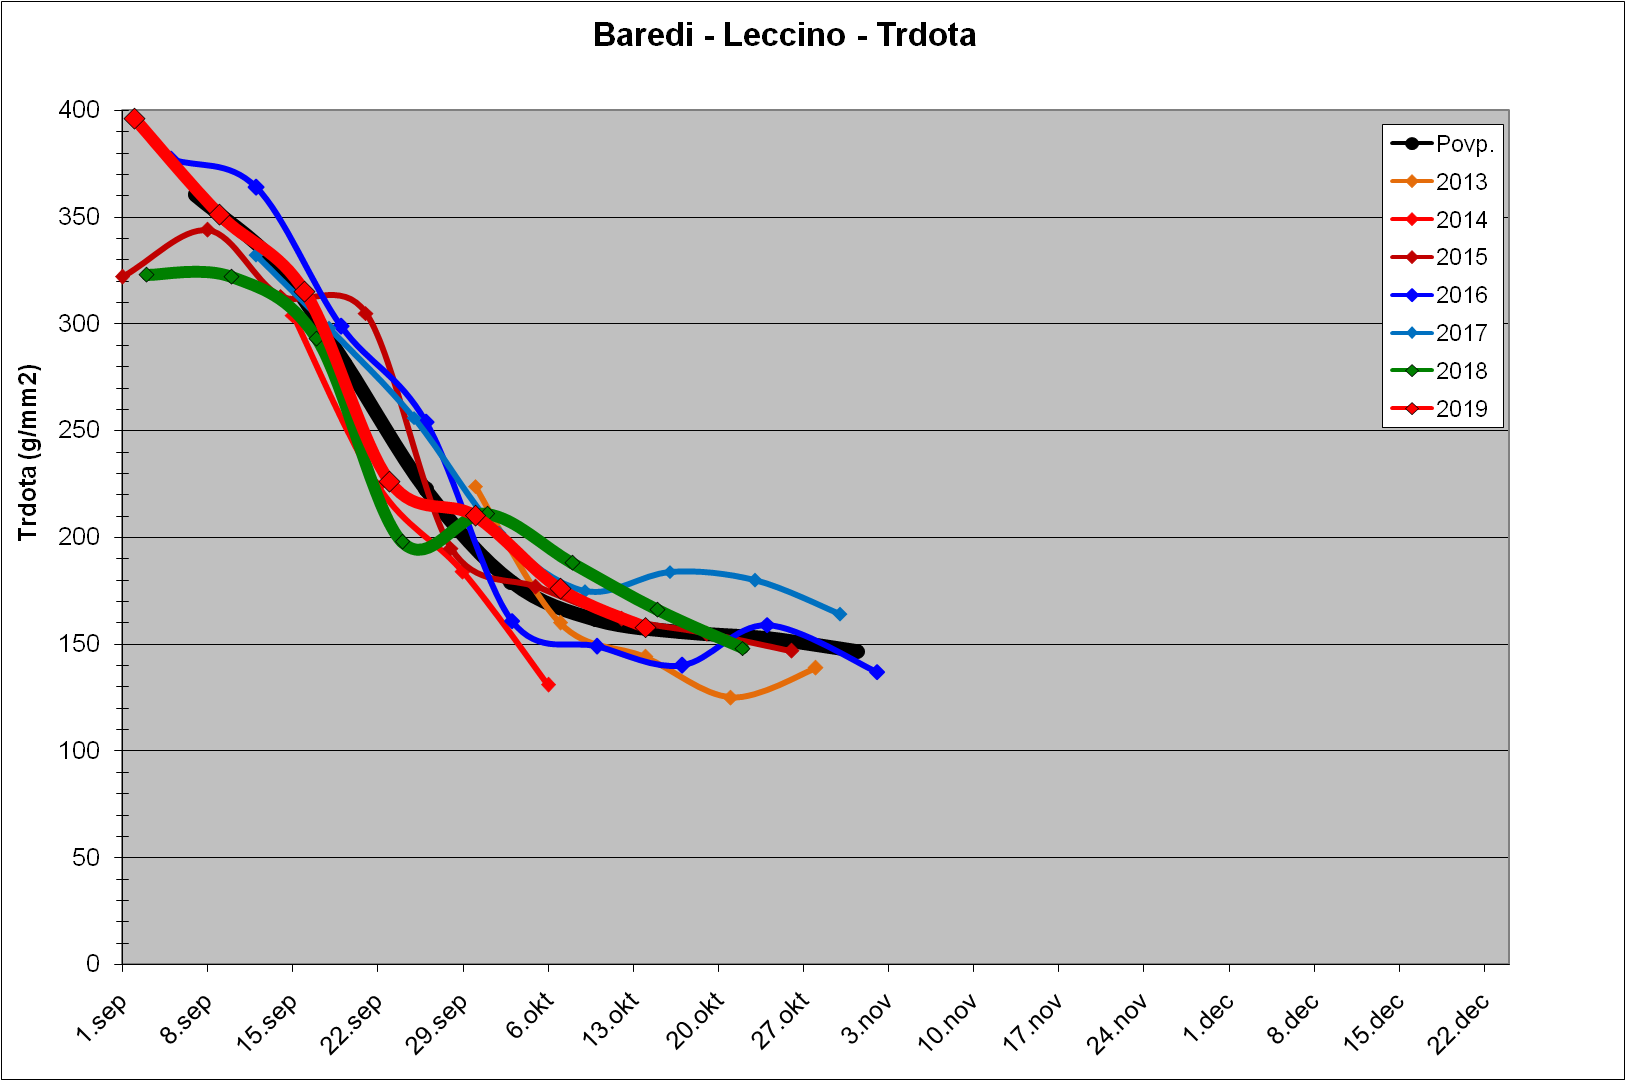 Baredi - Leccino - Trdota
Trdota (g/mm2)
400
350
300
250
200
150
100
50
0
1.sep
8.sep
15.sep
22.sep
29.sep
6.okt
13.okt
20.okt
27.okt
3.nov
10.nov
17.nov
24.nov
1.dec
8.dec
15.dec
22.dec
Povp.
2013
2014
2015
2016
2017
2018
2019